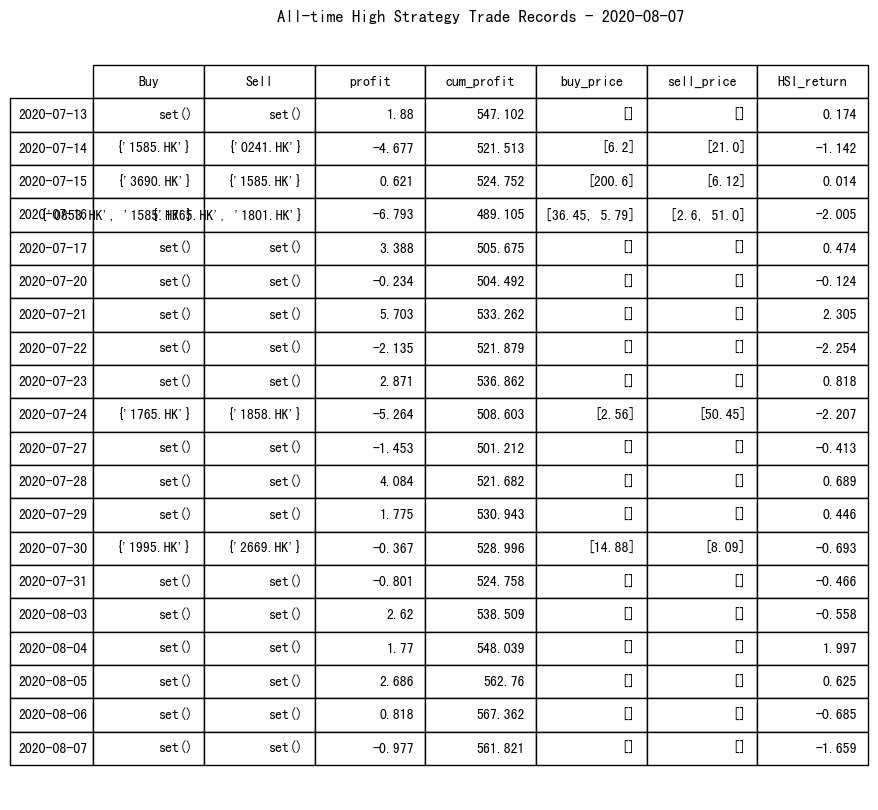 All-time High Strategy Trade Records - 2020-08-07
Buy Sell profit cum_profit buy_price sell_price HSI_return
2020-07-13 set() set() 1.88 547.102 [] [] 0.174
2020-07-14 {'1585.HK'} {'0241.HK'} -4.677 521.513 [6.2] [21.0] -1.142
2020-07-15 {'3690.HK'} {'1585.HK'} 0.621 524.752 [200.6] [6.12] 0.014
2020-07-16 {'0853.HK', '1585.HK'} {'1765.HK', '1801.HK'} -6.793 489.105 [36.45, 5.79] [2.6, 51.0] -2.005
2020-07-17 set() set() 3.388 505.675 [] [] 0.474
2020-07-20 set() set() -0.234 504.492 [] [] -0.124
2020-07-21 set() set() 5.703 533.262 [] [] 2.305
2020-07-22 set() set() -2.135 521.879 [] [] -2.254
2020-07-23 set() set() 2.871 536.862 [] [] 0.818
2020-07-24 {'1765.HK'} {'1858.HK'} -5.264 508.603 [2.56] [50.45] -2.207
2020-07-27 set() set() -1.453 501.212 [] [] -0.413
2020-07-28 set() set() 4.084 521.682 [] [] 0.689
2020-07-29 set() set() 1.775 530.943 [] [] 0.446
2020-07-30 {'1995.HK'} {'2669.HK'} -0.367 528.996 [14.88] [8.09] -0.693
2020-07-31 set() set() -0.801 524.758 [] [] -0.466
2020-08-03 set() set() 2.62 538.509 [] [] -0.558
2020-08-04 set() set() 1.77 548.039 [] [] 1.997
2020-08-05 set() set() 2.686 562.76 [] [] 0.625
2020-08-06 set() set() 0.818 567.362 [] [] -0.685
2020-08-07 set() set() -0.977 561.821 [] [] -1.659